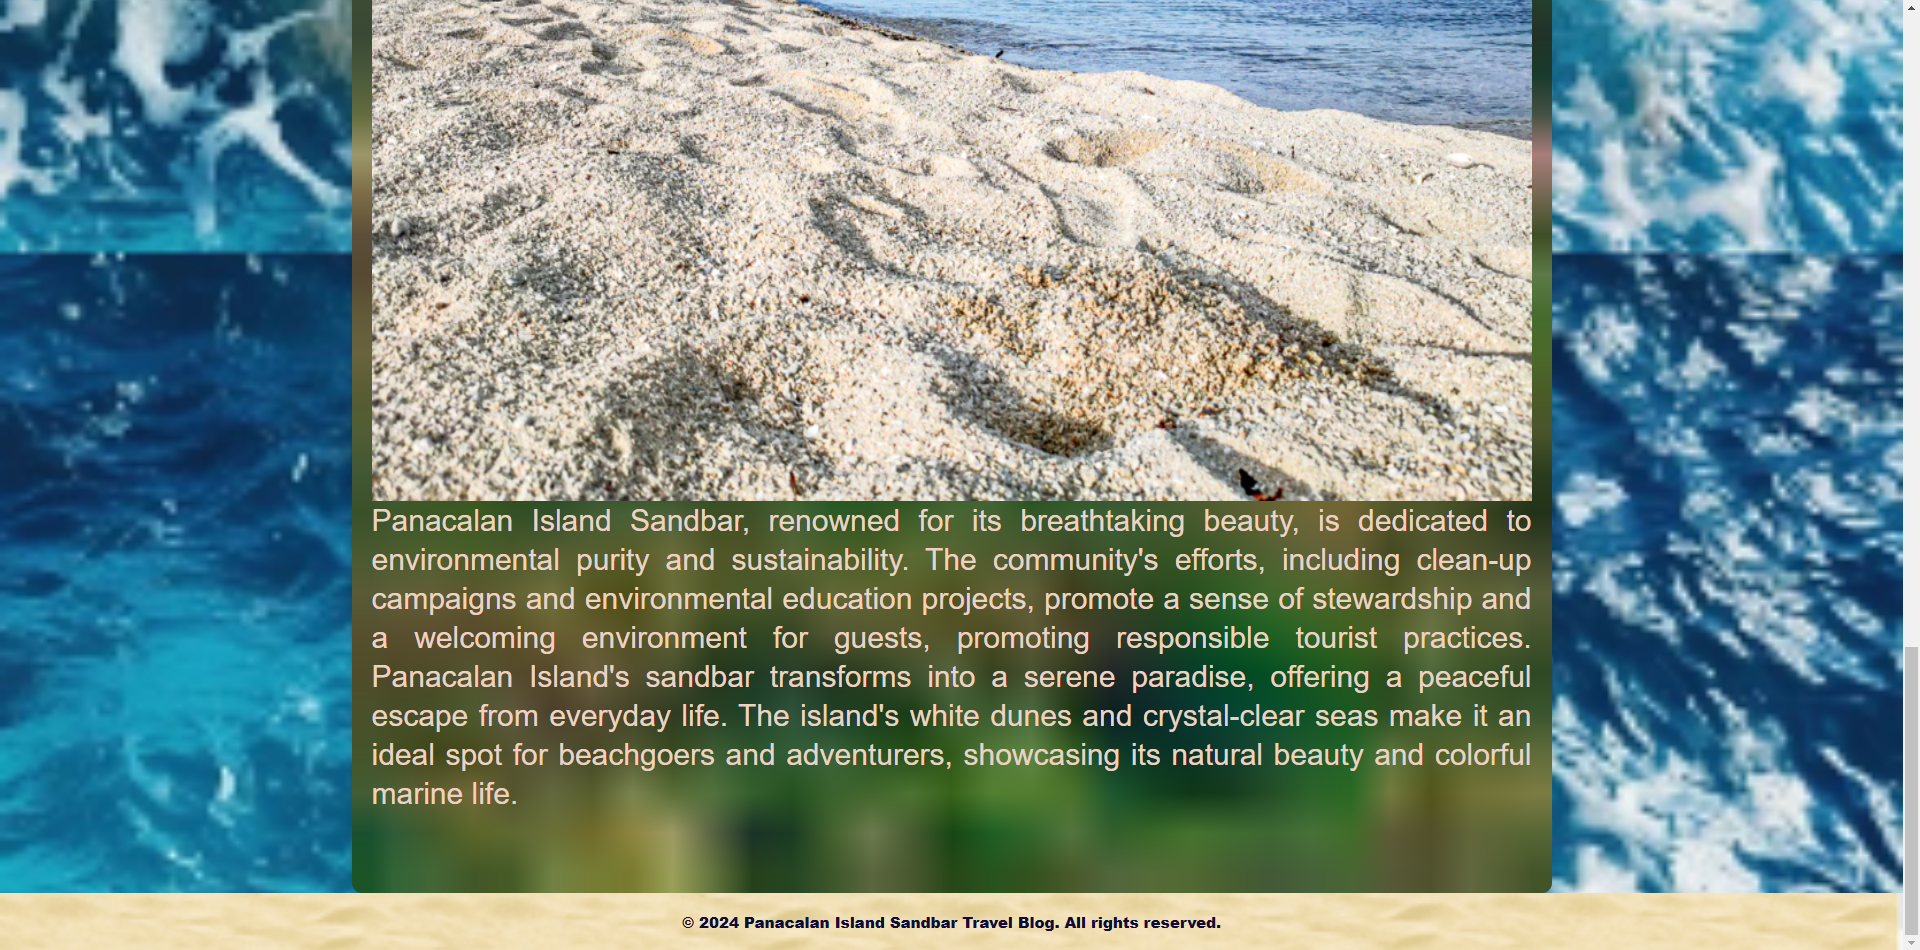 Panacalan Island Sandbar, renowned for its breathtaking beauty, is dedicated to
environmental purity and sustainability. The community's efforts, including clean-up
campaigns and environmental education projects, promote a sense of stewardship and
a welcoming environment for guests, promoting responsible tourist practices.
Panacalan Island's sandbar transforms into a serene paradise, offering a peaceful
escape from everyday life. The island's white dunes and crystal-clear seas make it an
ideal spot for beachgoers and adventurers, showcasing its natural beauty and colorful
marine life.
© 2024 Panacalan Island Sandbar Travel Blog. All rights reserved.